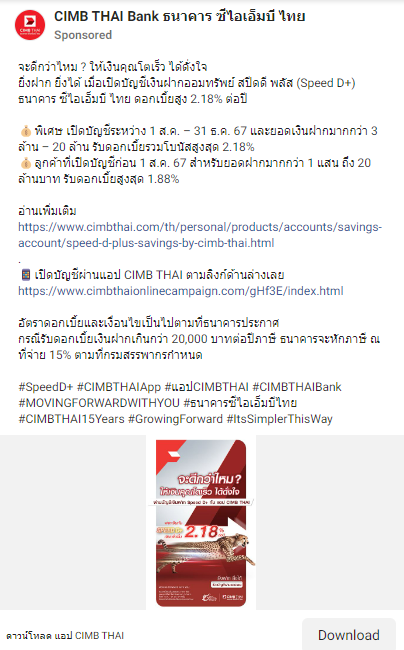 CIMB THAI Bank ธนาคาร ซีไอเอ็มบี ไทย
Sponsored
จะดีกว่าไหม ? ให้เงินคุณโตเร็ว ได้ดั่งใจ
ยิ่งฝาก ยิ่งได้ เมื่อเปิดบัญชีเงินฝากออมทรัพย์ สปีดดี พลัส (Speed D+)
ธนาคาร ซีไอเอ็มบี ไทย ดอกเบี้ยสูง 2.18% ต่อปี
💰 พิเศษ เปิดบัญชีระหว่าง 1 ส.ค. – 31 ธ.ค. 67 และยอดเงินฝากมากกว่า 3
ล้าน – 20 ล้าน รับดอกเบี้ยรวมโบนัสสูงสุด 2.18%
💰 ลูกค้าที่เปิดบัญชีก่อน 1 ส.ค. 67 สำหรับยอดฝากมากกว่า 1 แสน ถึง 20
ล้านบาท รับดอกเบี้ยสูงสุด 1.88%
อ่านเพิ่มเติม
https://www.cimbthai.com/th/personal/products/accounts/savings-
account/speed-d-plus-savings-by-cimb-thai.html
.
📱 เปิดบัญชีผ่านแอป CIMB THAI ตามลิงก์ด้านล่างเลย
https://www.cimbthaionlinecampaign.com/gHf3E/index.html
อัตราดอกเบี้ยและเงื่อนไขเป็นไปตามที่ธนาคารประกาศ
กรณีรับดอกเบี้ยเงินฝากเกินกว่า 20,000 บาทต่อปีภาษี ธนาคารจะหักภาษี ณ
ที่จ่าย 15% ตามที่กรมสรรพากรกำหนด
#SpeedD+ #CIMBTHAIApp #แอปCIMBTHAI #CIMBTHAIBank
#MOVINGFORWARDWITHYOU #ธนาคารซีไอเอ็มบีไทย
#CIMBTHAI15Years #GrowingForward #ItsSimplerThisWay
จะดีกว่าไหม?
ให้เงินคุณโตเร็ว ได้ดั่งใจ
2.18%
ดาวน์โหลด แอป CIMB THAI
Download